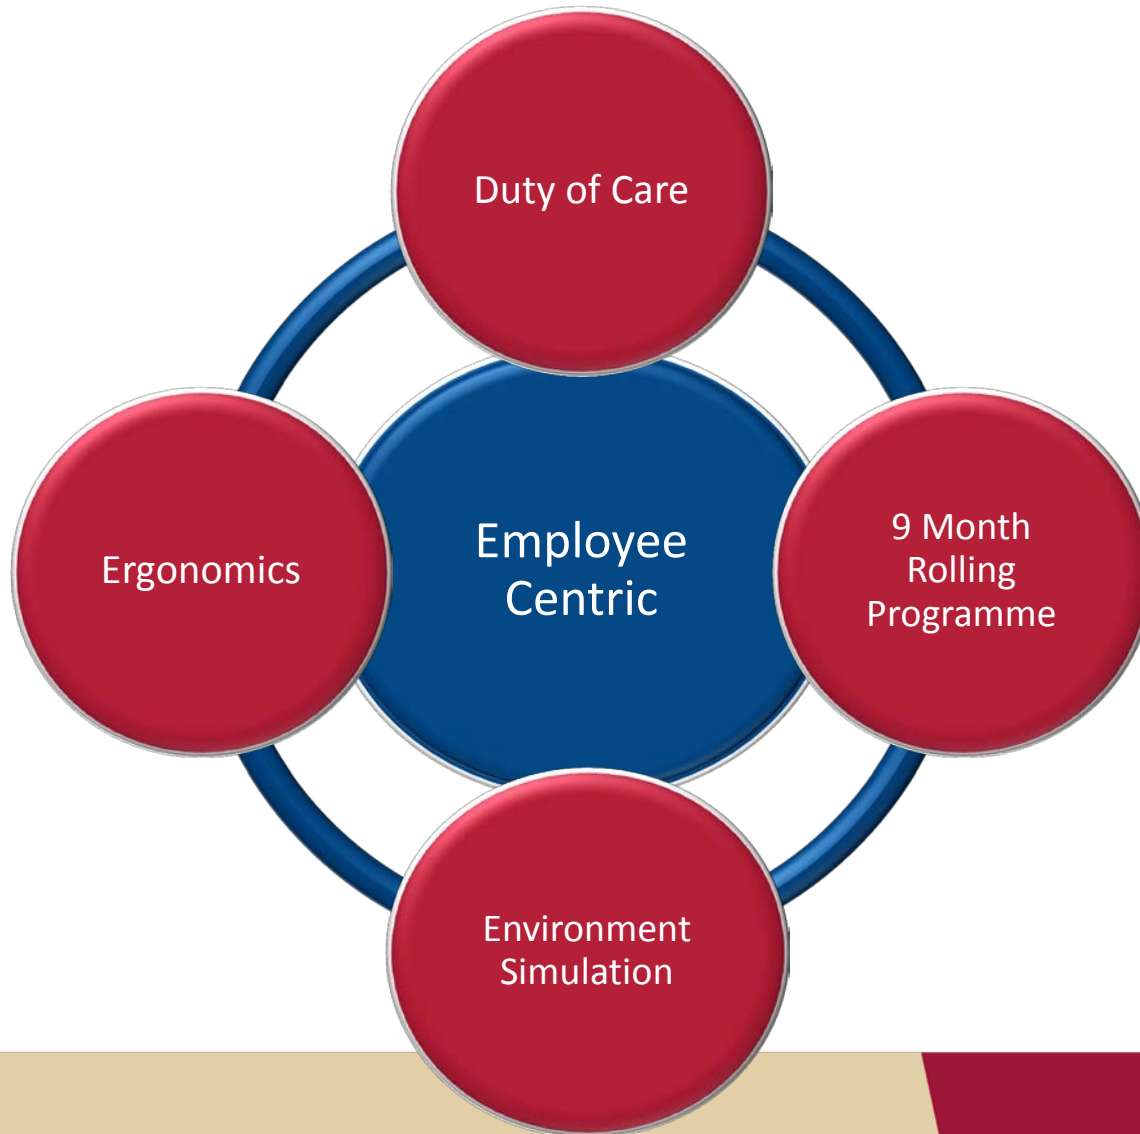 Duty of Care
Ergonomics
Employee
Centric
9 Month
Rolling
Programme
Environment
Simulation